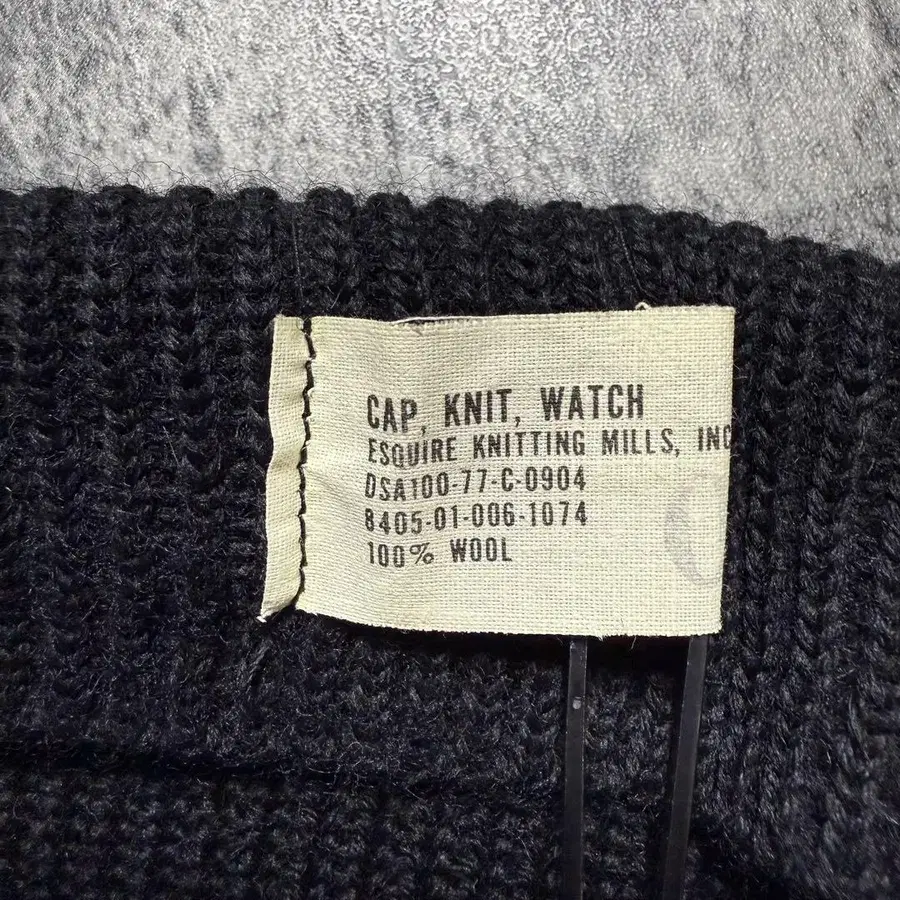 CAP, KNIT, WATCH
ESQUIRE KNITTING MILLS, INC
DSA100-77-C-0904
8405-01-006-1074
100% WOOL